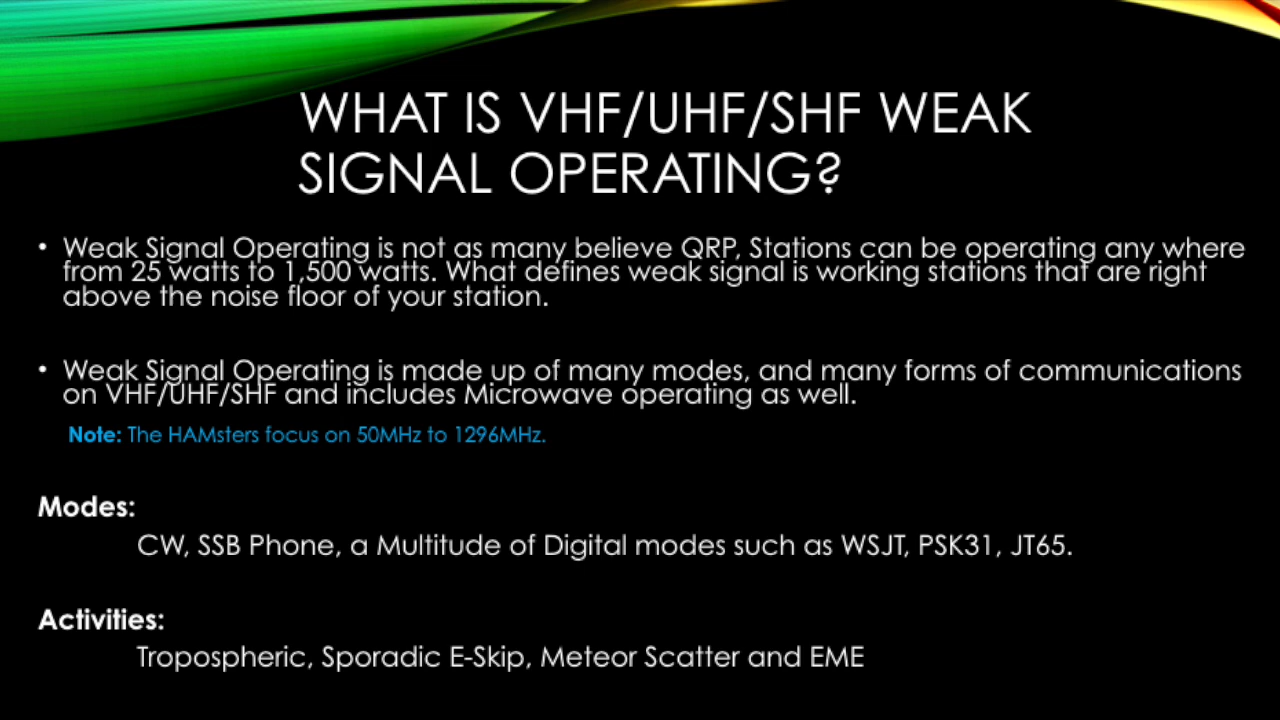 WHAT IS VHF/UHF/SHF WEAK
SIGNAL OPERATING?
• Weak Signal Operating is not as many believe QRP, Stations can be operating any where
from 25 watts to 1,500 watts. What defines weak signal is working stations that are right
above the noise floor of your station.
• Weak Signal Operating is made up of many modes, and many forms of communications
on VHF/UHF/SHF and includes Microwave operating as well.
Note: The HAMsters focus on 50MHz to 1296MHz.
Modes:
CW, SSB Phone, a Multitude of Digital modes such as WSJT, PSK31, JT65.
Activities:
Tropospheric, Sporadic E-Skip, Meteor Scatter and EME